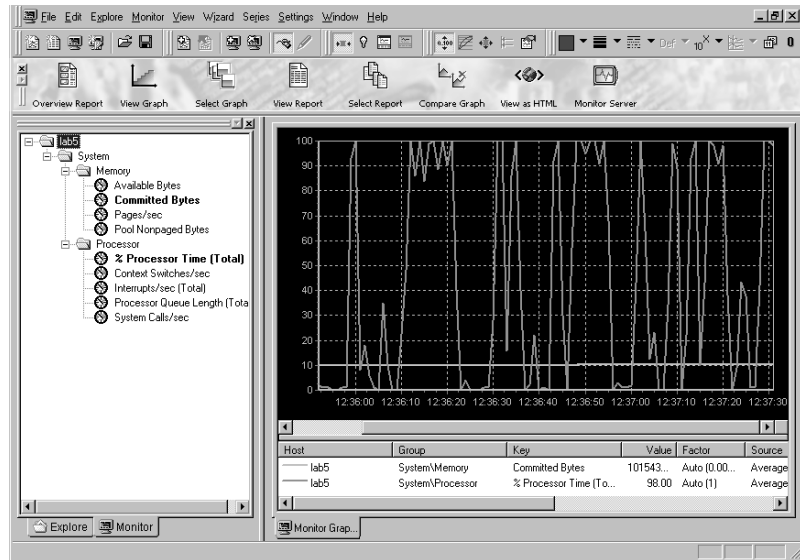 File Edit Explore Monitor View Wizard Series Settings Window Help
0.100 Def 10 X 0
Overview Report View Graph Select Graph View Report Select Report Compare Graph View as HTML Monitor Server
lab5
System
Memory
Available Bytes
Committed Bytes
Pages/sec
Pool Nonpaged Bytes
Processor
% Processor Time (Total)
Context Switches/sec
Interrupts/sec (Total)
Processor Queue Length (Tota
System Calls/sec
Explore Monitor
100
90
80
70
60
50
40
30
20
10
0
12:36:00 12:36:10 12:36:20 12:36:30 12:36:40 12:36:50 12:37:00 12:37:10 12:37:20 12:37:30
Host Group Key Value Factor Source
lab5 System\Memory Committed Bytes 101543... Auto (0.00... Average
lab5 System\Processor % Processor Time (To... 98.00 Auto (1) Average
Monitor Grap...